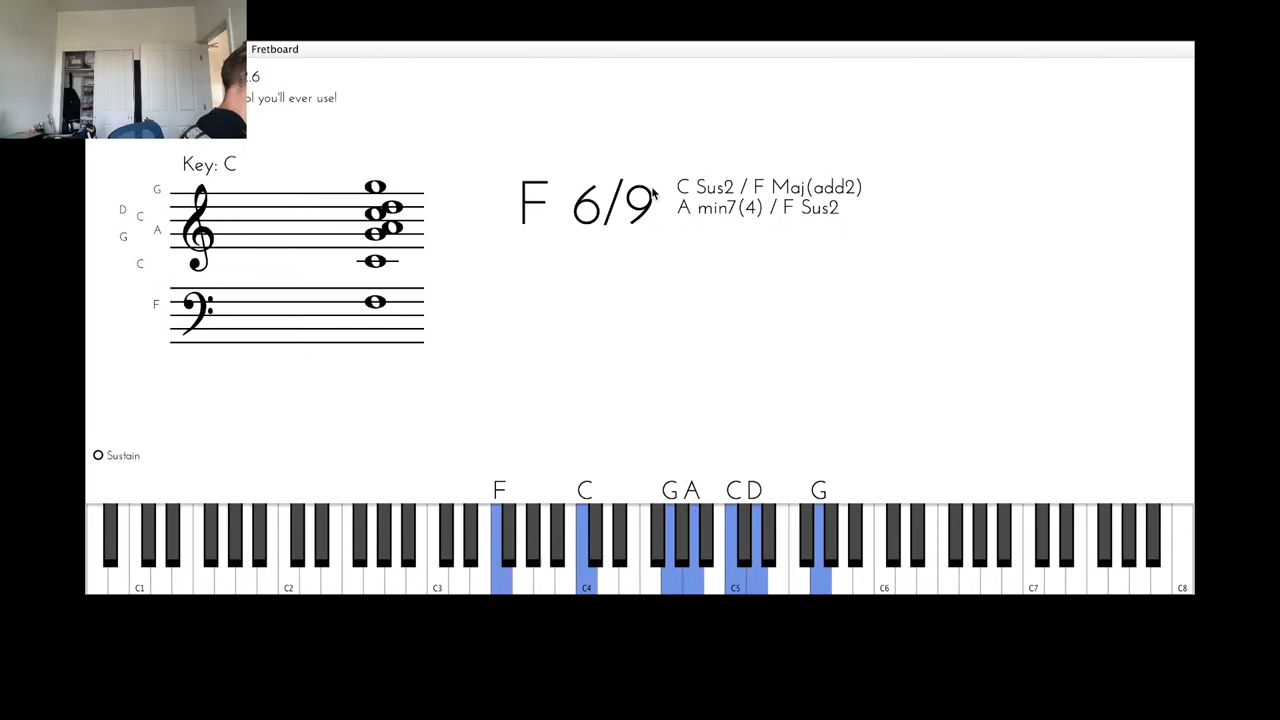 Fretboard
.6
ol you'll ever use!
Key: C
G
D
C
A
G
C
F
F 6/9
C Sus2 / F Maj(add2)
A min7(4) / F Sus2
Sustain
F C G A C D G
C1 C2 C3 C4 C5 C6 C7 C8